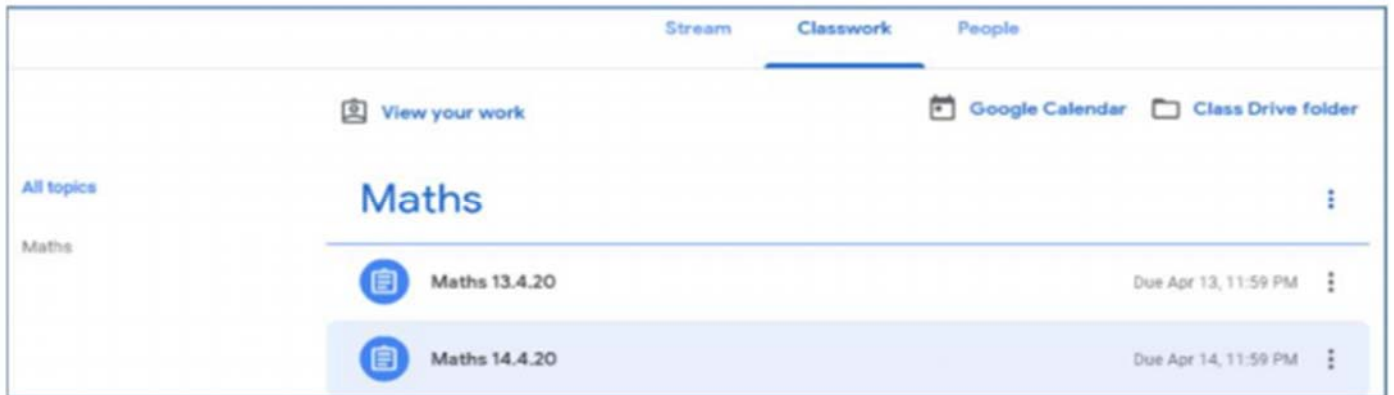 Stream Classwork People
View your work Google Calendar Class Drive folder
All topics
Maths
Maths
Maths 13.4.20 Due Apr 13, 11:59 PM
Maths 14.4.20 Due Apr 14, 11:59 PM